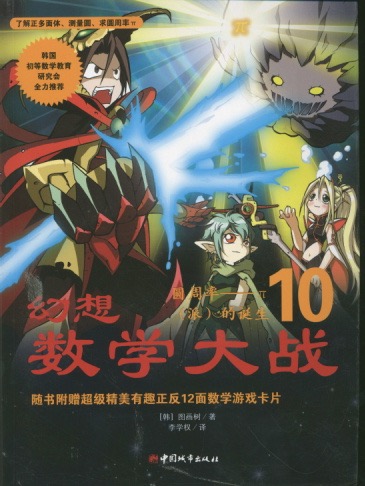 了解正多面体、测量圆、求圆周率π
韩国
初等数学教育
研究会
全力推荐
π
圆周率——π
（派）的诞生
10
幻想
数学大战
随书附赠超级精美有趣正反12面数学游戏卡片
［韩］图画树／著
李学权／译
中国城市出版社